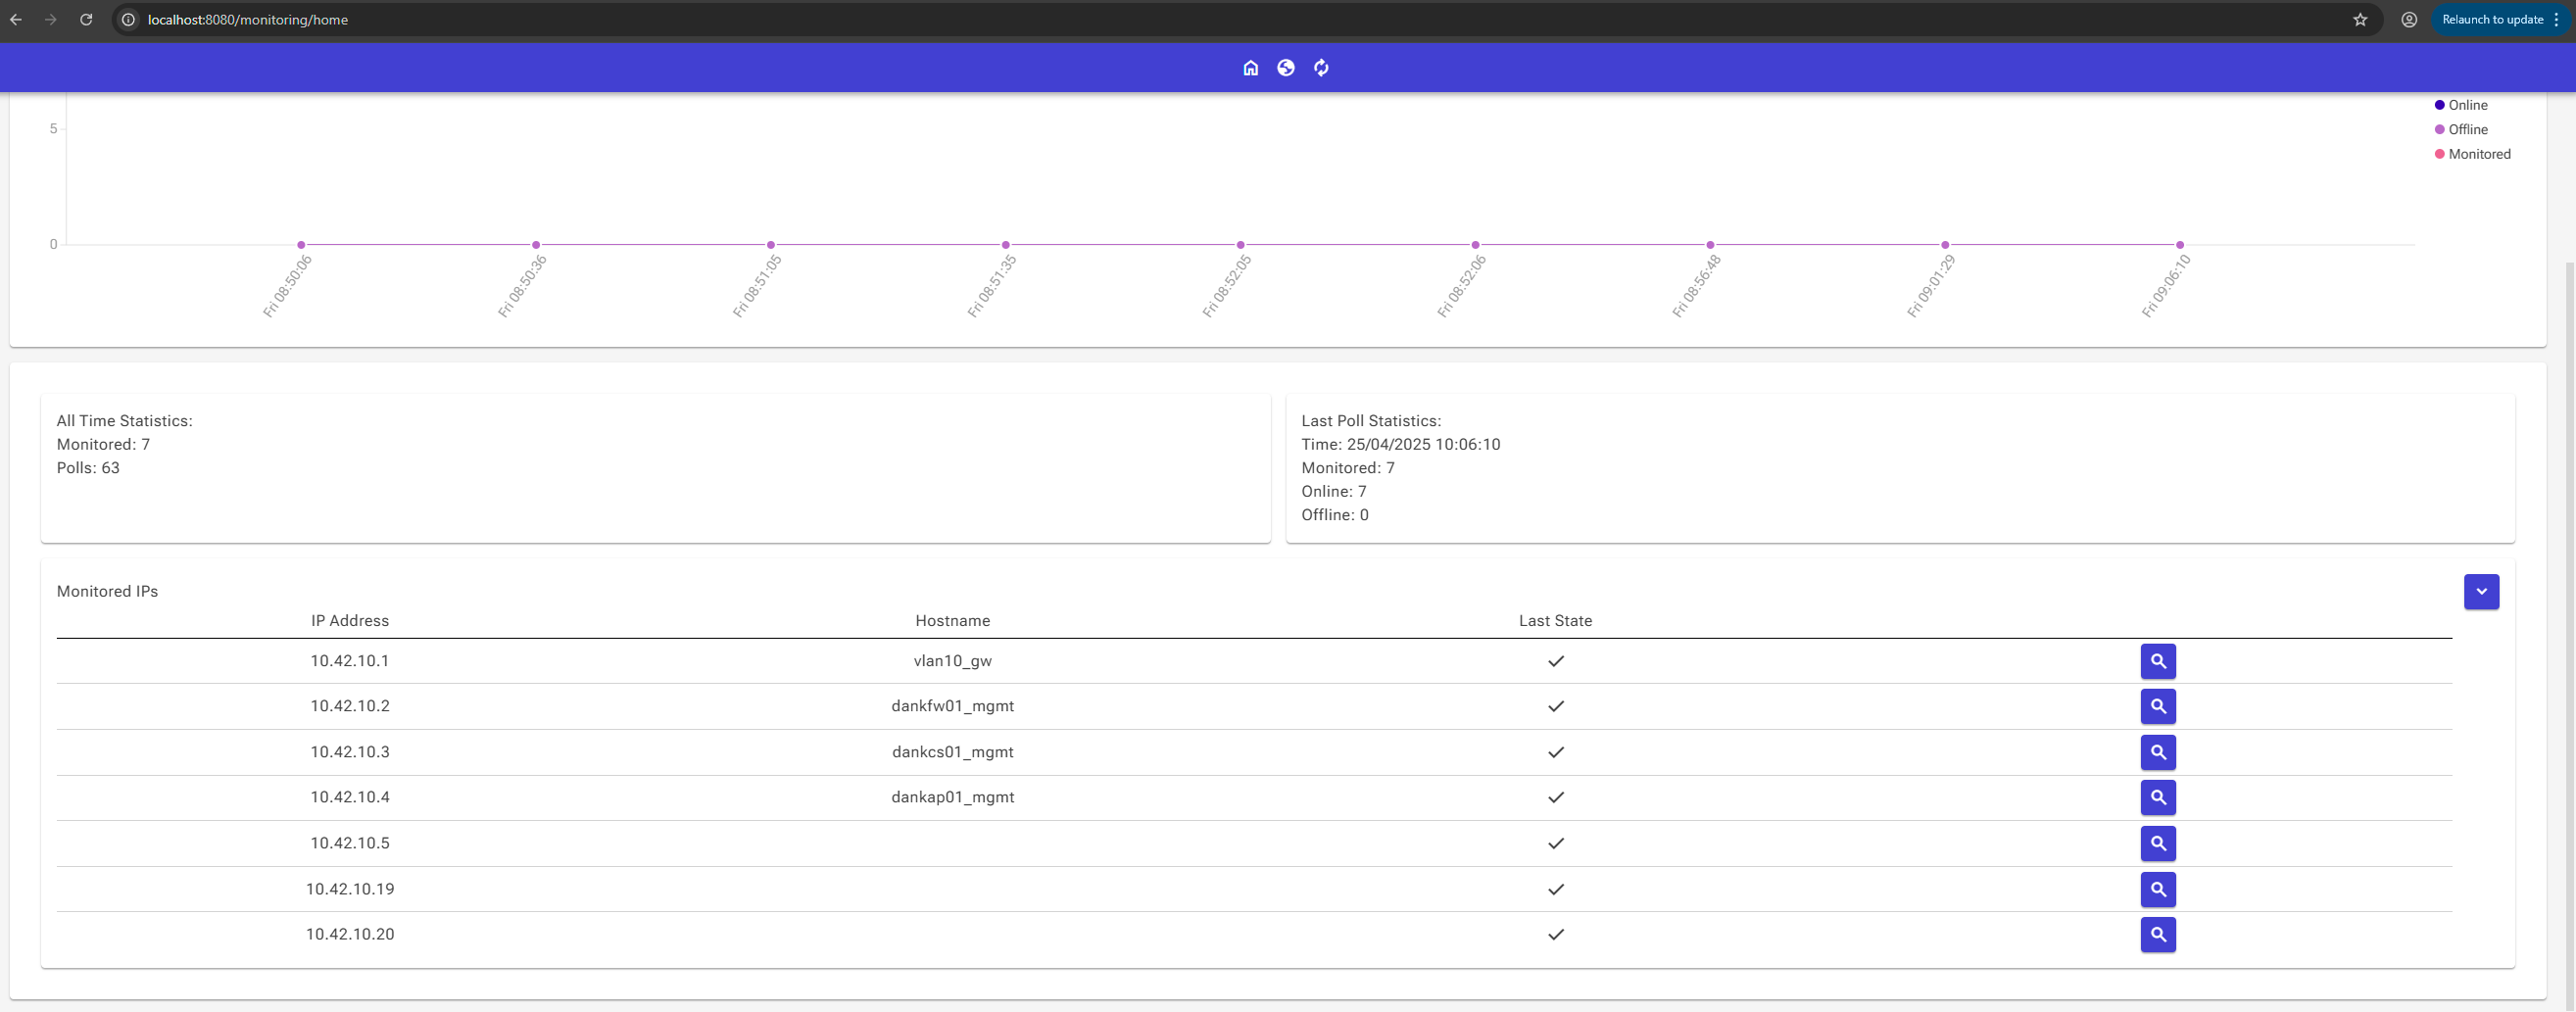 localhost:8080/monitoring/home
Relaunch to update
Online
5
Offline
Monitored
0
Fri 08:50:06
Fri 08:50:36
Fri 08:51:05
Fri 08:51:35
Fri 08:52:05
Fri 08:52:06
Fri 08:56:48
Fri 09:01:29
Fri 09:06:10
All Time Statistics:
Monitored: 7
Polls: 63
Last Poll Statistics:
Time: 25/04/2025 10:06:10
Monitored: 7
Online: 7
Offline: 0
Monitored IPs
IP Address Hostname Last State
10.42.10.1 vlan10_gw
10.42.10.2 dankfw01_mgmt
10.42.10.3 dankcs01_mgmt
10.42.10.4 dankap01_mgmt
10.42.10.5
10.42.10.19
10.42.10.20